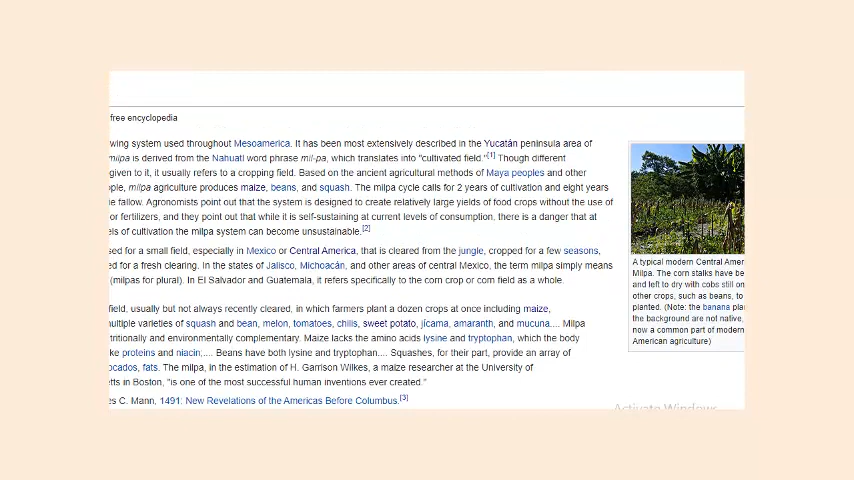 free encyclopedia
wing system used throughout Mesoamerica. It has been most extensively described in the Yucatán peninsula area of
milpa is derived from the Nahuatl word phrase mil-pa, which translates into "cultivated field."[1] Though different
given to it, it usually refers to a cropping field. Based on the ancient agricultural methods of Maya peoples and other
ple, milpa agriculture produces maize, beans, and squash. The milpa cycle calls for 2 years of cultivation and eight years
e fallow. Agronomists point out that the system is designed to create relatively large yields of food crops without the use of
or fertilizers, and they point out that while it is self-sustaining at current levels of consumption, there is a danger that at
els of cultivation the milpa system can become unsustainable.[2]
sed for a small field, especially in Mexico or Central America, that is cleared from the jungle, cropped for a few seasons,
ed for a fresh clearing. In the states of Jalisco, Michoacán, and other areas of central Mexico, the term milpa simply means
(milpas for plural). In El Salvador and Guatemala, it refers specifically to the corn crop or corn field as a whole.
field, usually but not always recently cleared, in which farmers plant a dozen crops at once including maize,
ultiple varieties of squash and bean, melon, tomatoes, chilis, sweet potato, jícama, amaranth, and mucuna.... Milpa
tritionally and environmentally complementary. Maize lacks the amino acids lysine and tryptophan, which the body
ke proteins and niacin;.... Beans have both lysine and tryptophan.... Squashes, for their part, provide an array of
ocados, fats. The milpa, in the estimation of H. Garrison Wilkes, a maize researcher at the University of
etts in Boston, "is one of the most successful human inventions ever created."
es C. Mann, 1491: New Revelations of the Americas Before Columbus.[3]
A typical modern Central Amer
Milpa. The corn stalks have be
and left to dry with cobs still on
other crops, such as beans, to
planted. (Note: the banana pla
the background are not native,
now a common part of modern
American agriculture)
Activate Windows